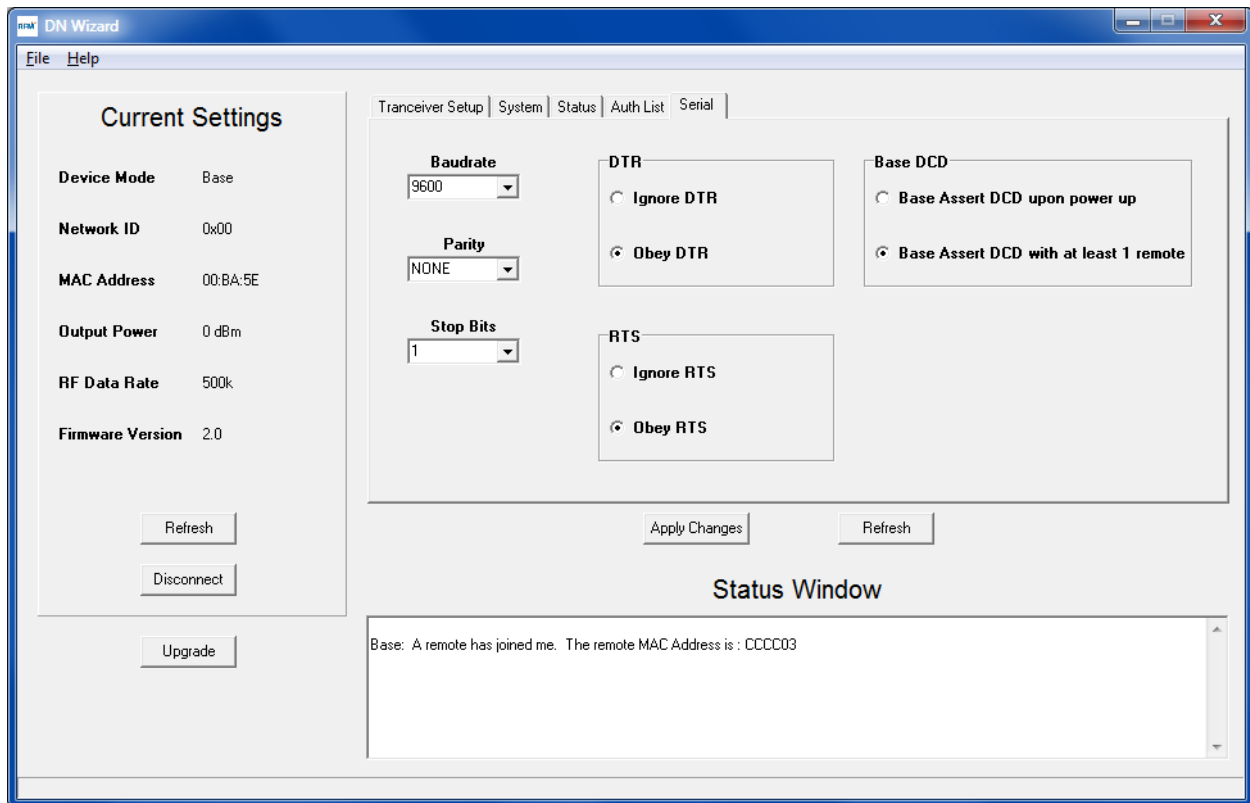 RFM DN Wizard
File Help
Current Settings
Device Mode Base
Network ID 0x00
MAC Address 00:BA:5E
Output Power 0 dBm
RF Data Rate 500k
Firmware Version 2.0
Refresh
Disconnect
Upgrade
Tranceiver Setup System Status Auth List Serial
Baudrate
9600
Parity
NONE
Stop Bits
1
DTR
Ignore DTR
Obey DTR
RTS
Ignore RTS
Obey RTS
Base DCD
Base Assert DCD upon power up
Base Assert DCD with at least 1 remote
Apply Changes Refresh
Status Window
Base: A remote has joined me. The remote MAC Address is : CCCC03